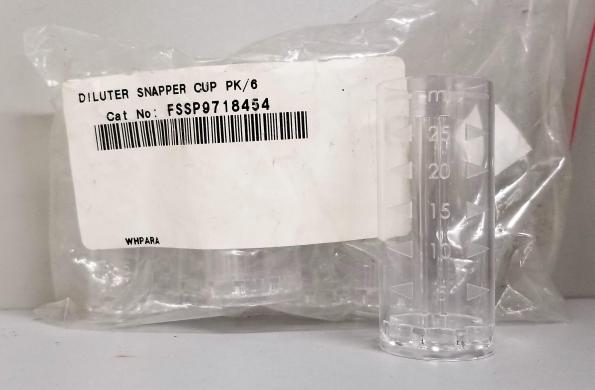 DILUTER SNAPPER CUP PK/6
Cat No: FSSP9718454
WHPARA
ml
25
20
15
10
5